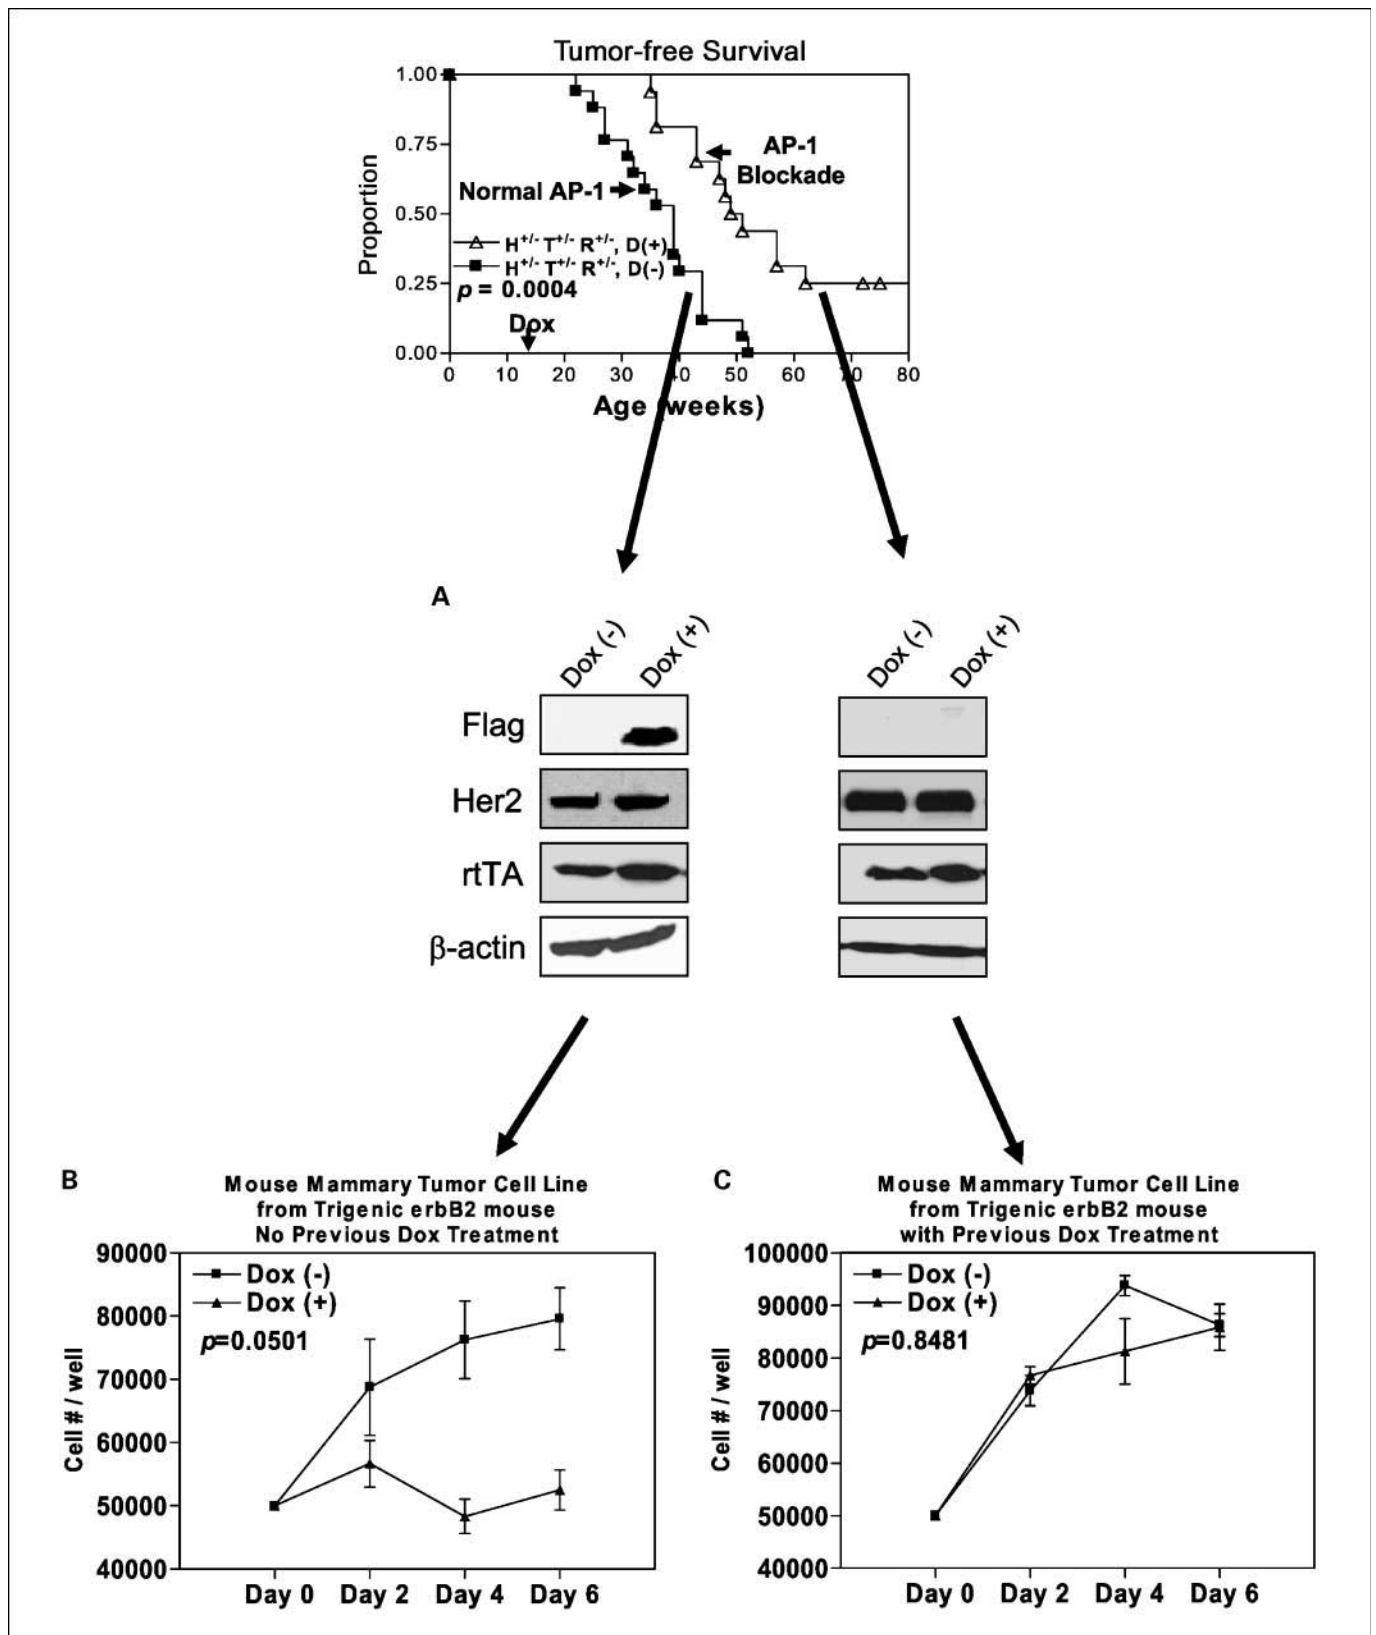 Tumor-free Survival
1.00
0.75
0.50
0.25
0.00
Proportion
AP-1
Blockade
Normal AP-1
H+/- T+/- R+/-, D(+)
H+/- T+/- R+/-, D(-)
p = 0.0004
Dox
0 10 20 30 40 50 60 70 80
Age (weeks)
A
Dox (-) Dox (+) Dox (-) Dox (+)
Flag
Her2
rtTA
β-actin
B
Mouse Mammary Tumor Cell Line
from Trigenic erbB2 mouse
No Previous Dox Treatment
90000
80000
70000
60000
50000
40000
Cell # / well
Dox (-)
Dox (+)
p=0.0501
Day 0 Day 2 Day 4 Day 6
C
Mouse Mammary Tumor Cell Line
from Trigenic erbB2 mouse
with Previous Dox Treatment
100000
90000
80000
70000
60000
50000
40000
Cell # / well
Dox (-)
Dox (+)
p=0.8481
Day 0 Day 2 Day 4 Day 6